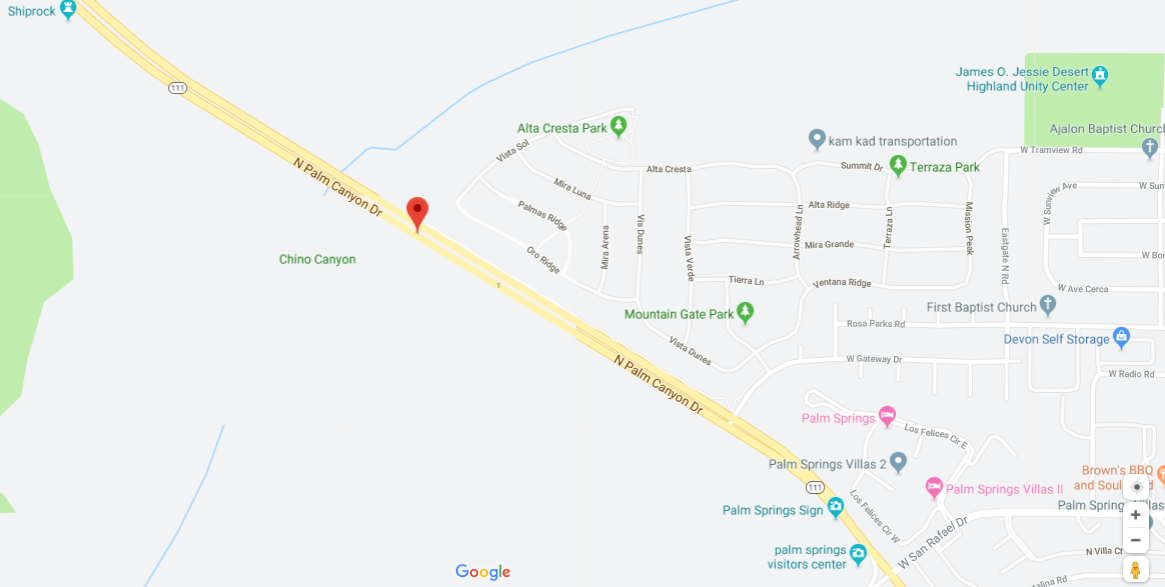 Shiprock
111
James O. Jessie Desert
Highland Unity Center
Alta Cresta Park
kam kad transportation
Ajalon Baptist Church
Vista Sol
W Tramview Rd
N Palm Canyon Dr
Alta Cresta
Summit Dr
Terraza Park
Mira Luna
W Sunview Ave
W Sun
Palmas Ridge
Alta Ridge
Mission Peak
Arrowhead Ln
Terraza Ln
Vis Dunes
Mira Arena
Vista Verde
Mira Grande
Eastgate N Rd
Chino Canyon
Oro Ridge
W Bor
Tierra Ln
Ventana Ridge
W Ave Cerca
Mountain Gate Park
First Baptist Church
Rosa Parks Rd
Devon Self Storage
Vista Dunes
W Gateway Dr
N Palm Canyon Dr
W Radio Rd
Palm Springs
Los Felices Cir E
Palm Springs Villas 2
Brown's BBQ
and Soul
Palm Springs Villas II
111
Palm Springs Sign
Los Felices Cir W
Palm Spring
las
W San Rafael Dr
palm springs
visitors center
N Villa Ct
Google
alina Rd